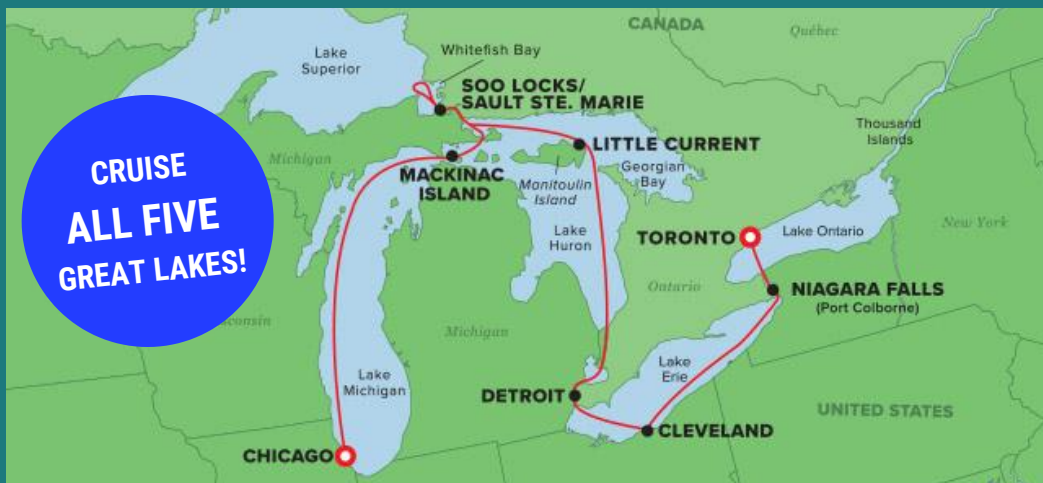 CANADA
Québec
Whitefish Bay
Lake
Superior
SOO LOCKS/
SAULT STE. MARIE
Thousand
Islands
CRUISE
ALL FIVE
GREAT LAKES!
Michigan
MACKINAC
ISLAND
LITTLE CURRENT
Manitoulin
Island
Georgian
Bay
Lake
Huron
TORONTO
Lake Ontario
New York
Ontario
NIAGARA FALLS
(Port Colborne)
Michigan
Lake
Michigan
Lake
Erie
DETROIT
CLEVELAND
UNITED STATES
CHICAGO